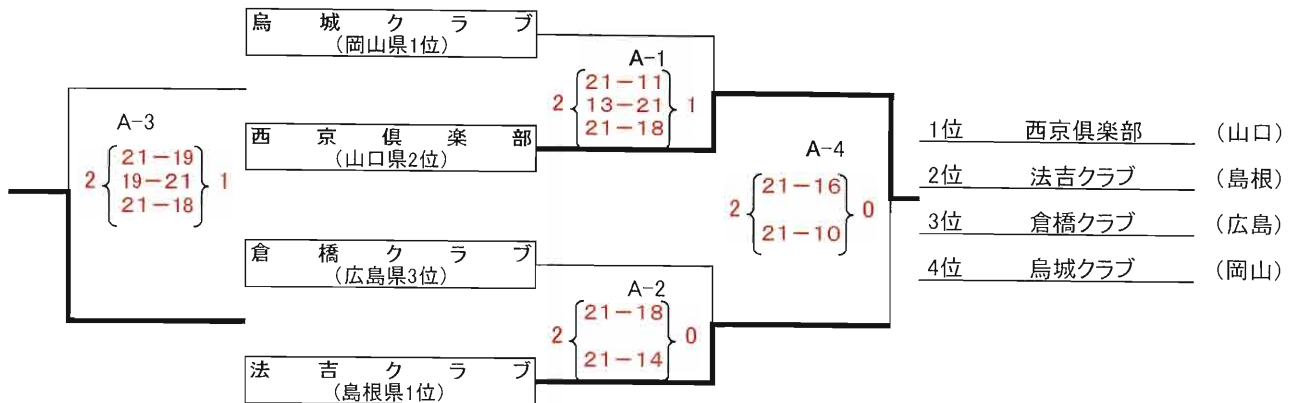 烏城クラブ
(岡山県1位)
A-1
21-11
2 13-21 1
21-18
西京倶楽部
(山口県2位)
A-3
21-19
2 19-21 1
21-18
A-4
21-16
2 0
21-10
倉橋クラブ
(広島県3位)
A-2
21-18
2 0
21-14
法吉クラブ
(島根県1位)
1位 西京倶楽部 (山口)
2位 法吉クラブ (島根)
3位 倉橋クラブ (広島)
4位 烏城クラブ (岡山)